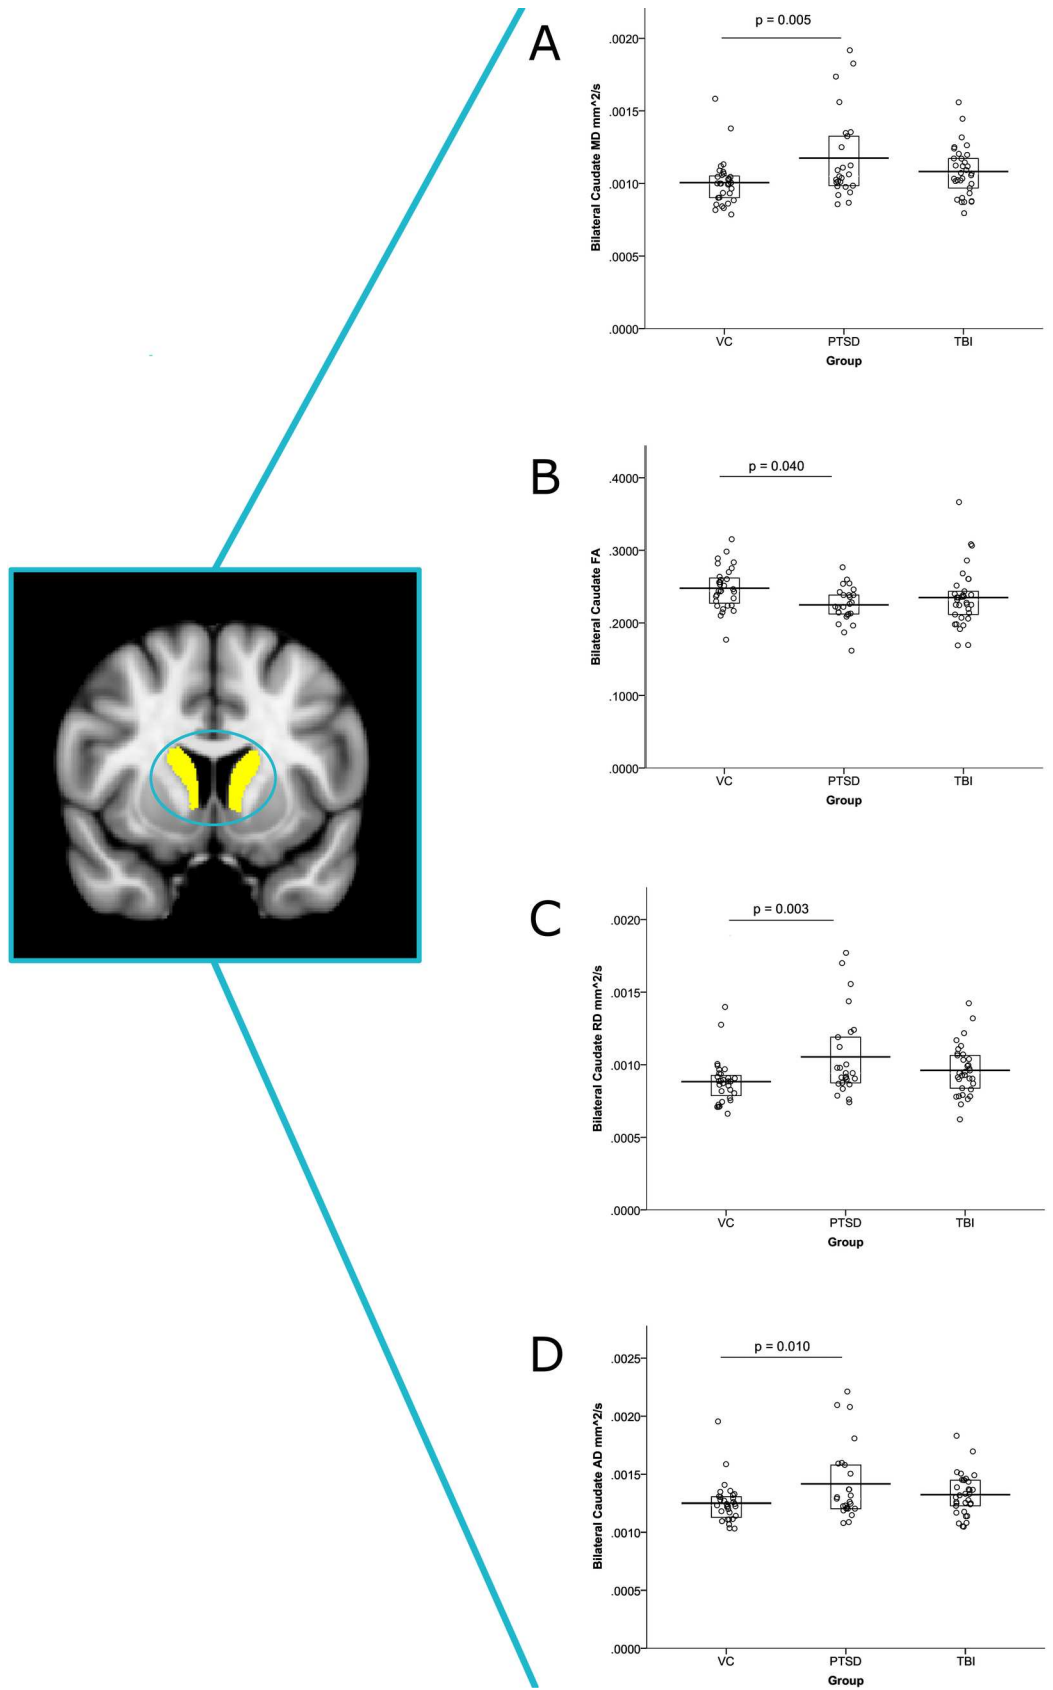 A
p = 0.005
.0020
.0015
.0010
.0005
.0000
Bilateral Caudate MD mm^2/s
VC PTSD TBI
Group
B
p = 0.040
.4000
.3000
.2000
.1000
.0000
Bilateral Caudate FA
VC PTSD TBI
Group
C
p = 0.003
.0020
.0015
.0010
.0005
.0000
Bilateral Caudate RD mm^2/s
VC PTSD TBI
Group
D
p = 0.010
.0025
.0020
.0015
.0010
.0005
.0000
Bilateral Caudate AD mm^2/s
VC PTSD TBI
Group